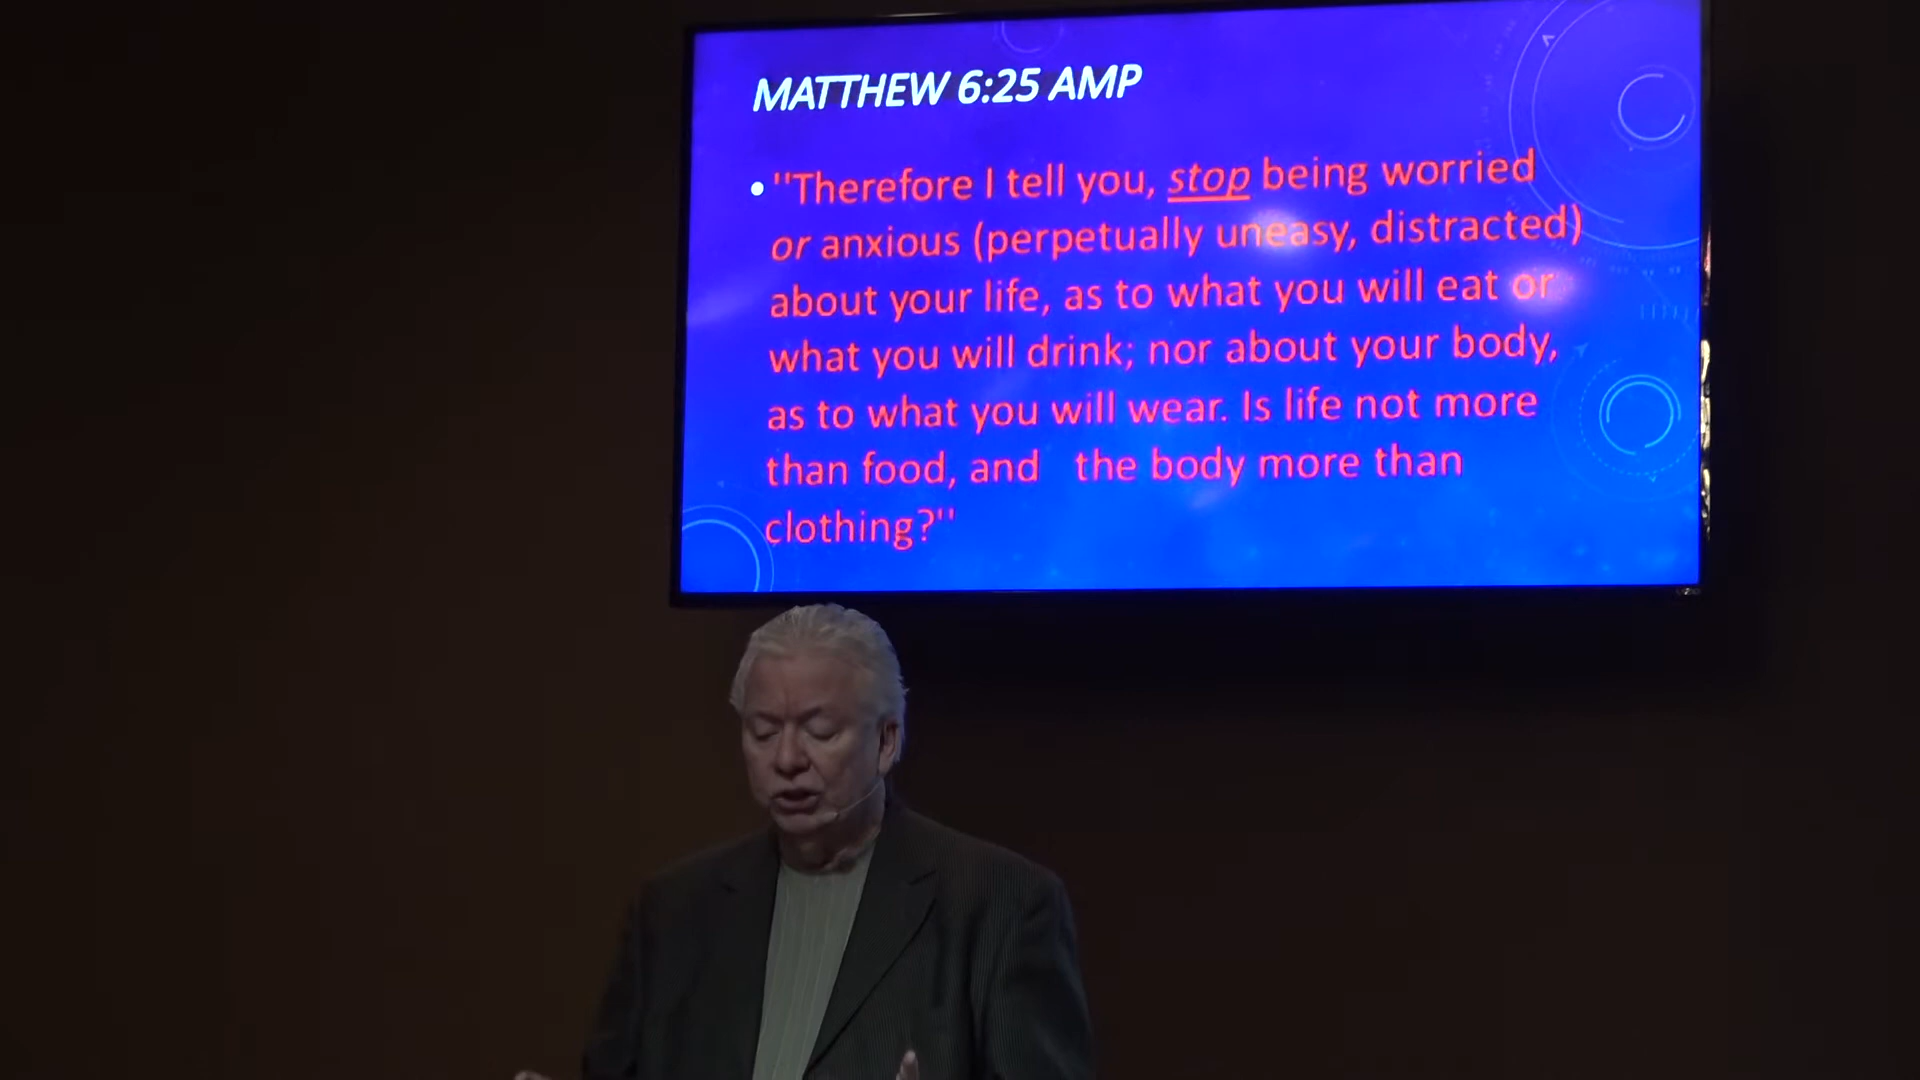 MATTHEW 6:25 AMP
• ''Therefore I tell you, stop being worried
or anxious (perpetually uneasy, distracted)
about your life, as to what you will eat or
what you will drink; nor about your body,
as to what you will wear. Is life not more
than food, and the body more than
clothing?''